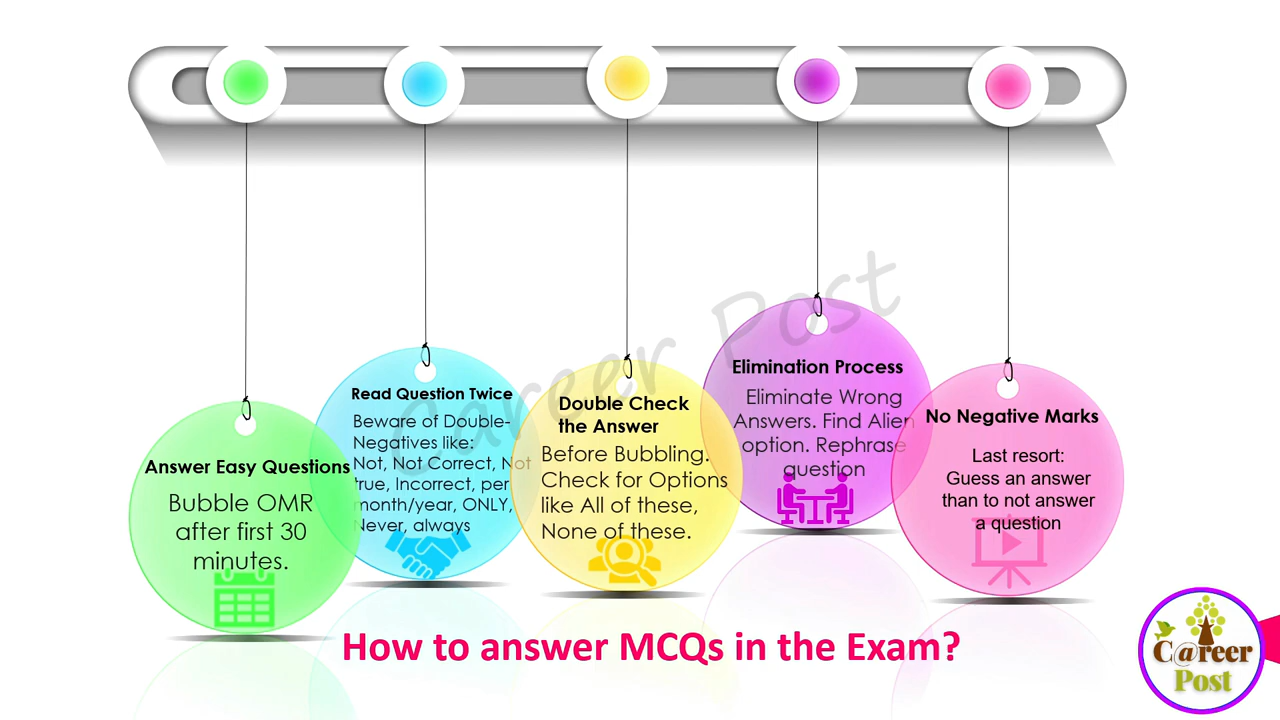 Answer Easy Questions
Bubble OMR
after first 30
minutes.
Read Question Twice
Beware of Double-
Negatives like:
Not, Not Correct, Not
true, Incorrect, per
month/year, ONLY,
Never, always
Double Check
the Answer
Before Bubbling.
Check for Options
like All of these,
None of these.
Elimination Process
Eliminate Wrong
Answers. Find Alien
option. Rephrase
question
No Negative Marks
Last resort:
Guess an answer
than to not answer
a question
Career Post
How to answer MCQs in the Exam?
C@reer
Post